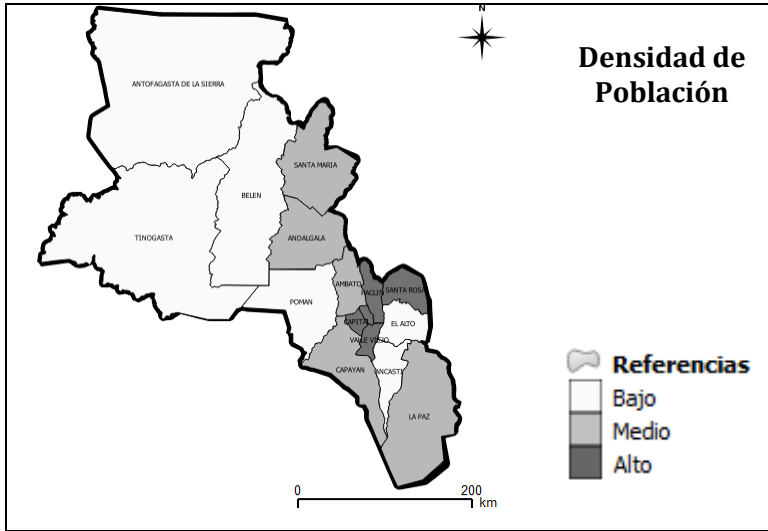 N
Densidad de
Población
ANTOFAGASTA DE LA SIERRA
SANTA MARIA
BELEN
TINOGASTA
ANDALGALA
AMBATO
PACLIN
SANTA ROSA
POMAN
CAPITAL
EL ALTO
VALLE VIEJO
CAPAYAN
ANCASTI
LA PAZ
Referencias
Bajo
Medio
Alto
0 200
km